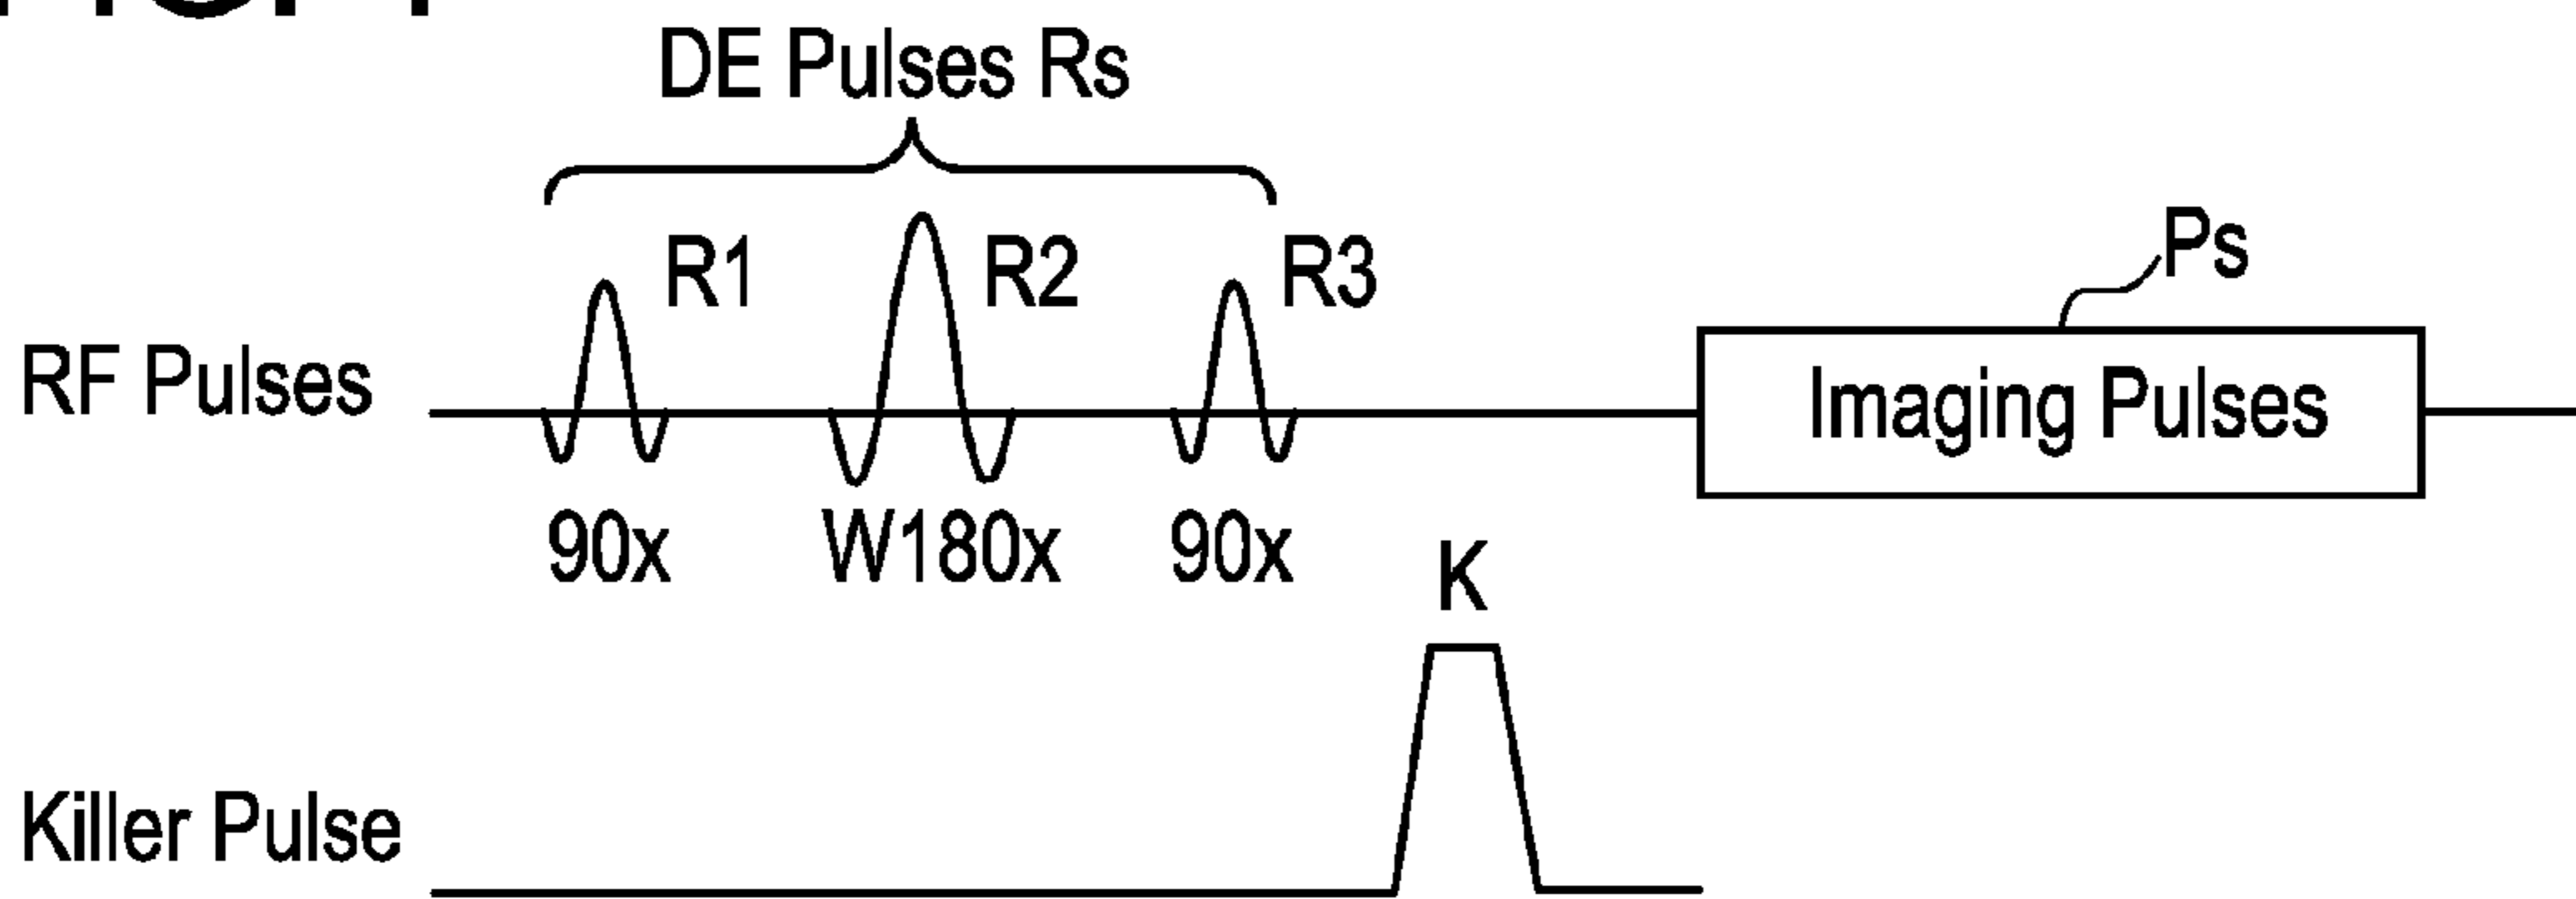 DE Pulses Rs
R1 R2 R3
Ps
RF Pulses
Imaging Pulses
90x W180x 90x
K
Killer Pulse